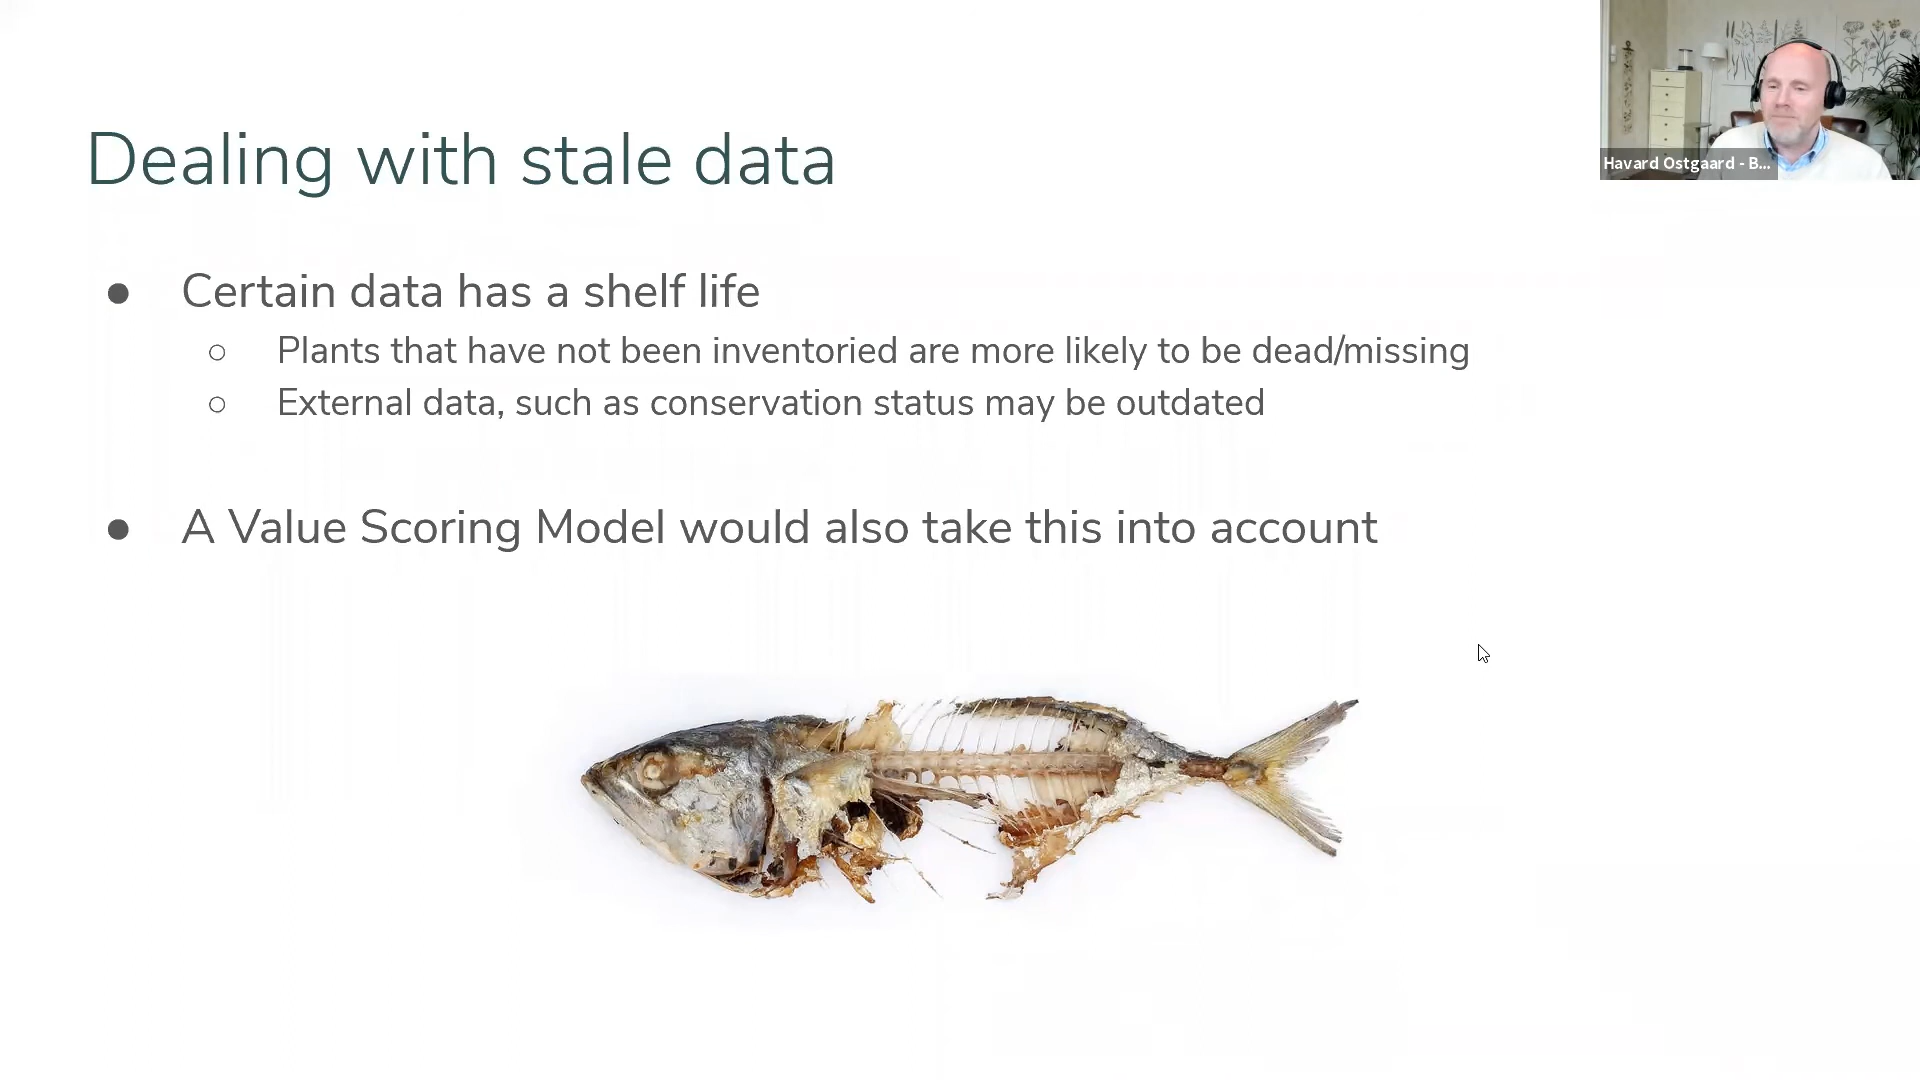 Dealing with stale data
Certain data has a shelf life
Plants that have not been inventoried are more likely to be dead/missing
External data, such as conservation status may be outdated
A Value Scoring Model would also take this into account
Havard Ostgaard - B...